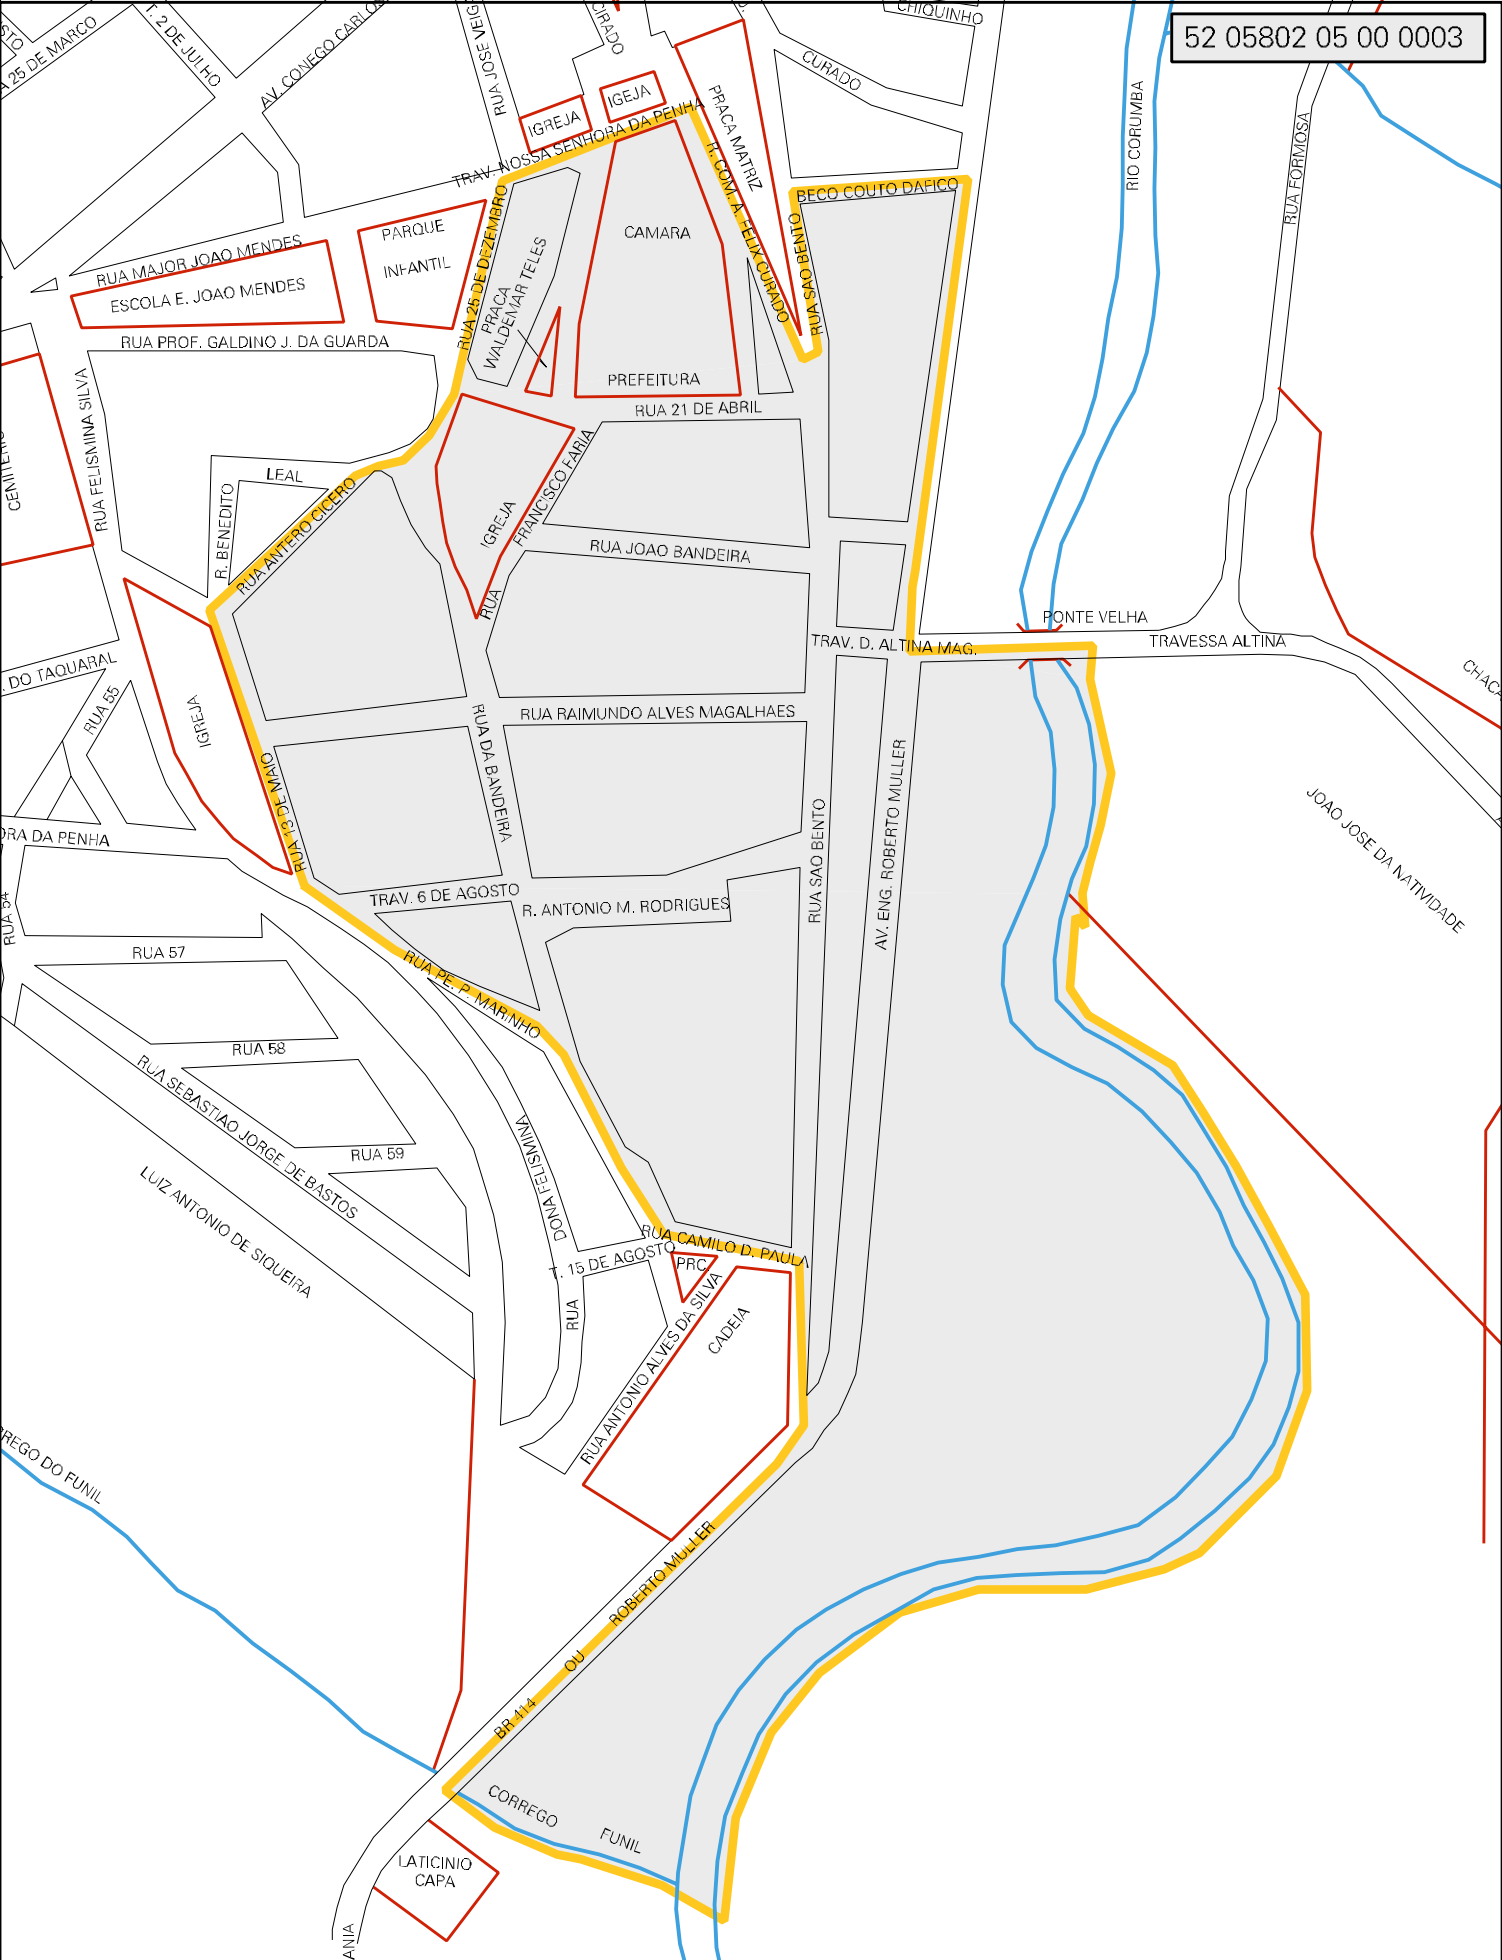 52 05802 05 00 0003
CHIQUINHO
T. 2 DE JULHO
25 DE MARCO
AV. CONEGO CARLO
RUA JOSE VEIG
CIRADO
CURADO
PRACA MATRIZ
IGREJA
IGEJA
TRAV. NOSSA SENHORA DA PENHA
R. COM. A. FELIX CURADO
BECO COUTO DAFICO
RUA SAO BENTO
RIO CORUMBA
RUA FORMOSA
RUA MAJOR JOAO MENDES
ESCOLA E. JOAO MENDES
PARQUE
INFANTIL
RUA 25 DE DEZEMBRO
PRACA
WALDEMAR TELES
CAMARA
PREFEITURA
RUA PROF. GALDINO J. DA GUARDA
RUA 21 DE ABRIL
RUA FELISMINA SILVA
CEMITERIO
LEAL
R. BENEDITO
RUA ANTERO CICERO
IGREJA
FRANCISCO FARIA
RUA
RUA JOAO BANDEIRA
PONTE VELHA
TRAV. D. ALTINA MAG.
TRAVESSA ALTINA
. DO TAQUARAL
RUA 55
IGREJA
RUA RAIMUNDO ALVES MAGALHAES
RUA DA BANDEIRA
RUA 13 DE MAIO
CHACA
JOAO JOSE DA NATIVIDADE
ORA DA PENHA
RUA 54
TRAV. 6 DE AGOSTO
R. ANTONIO M. RODRIGUES
RUA SAO BENTO
AV. ENG. ROBERTO MULLER
RUA 57
RUA PE. P. MARINHO
RUA 58
RUA SEBASTIAO JORGE DE BASTOS
RUA 59
LUIZ ANTONIO DE SIQUEIRA
DONA FELISMINA
RUA
RUA CAMILO D. PAULA
T. 15 DE AGOSTO
PRC
RUA ANTONIO ALVES DA SILVA
CADEIA
REGO DO FUNIL
BR 414
OU
ROBERTO MULLER
CORREGO
FUNIL
LATICINIO
CAPA
ANIA